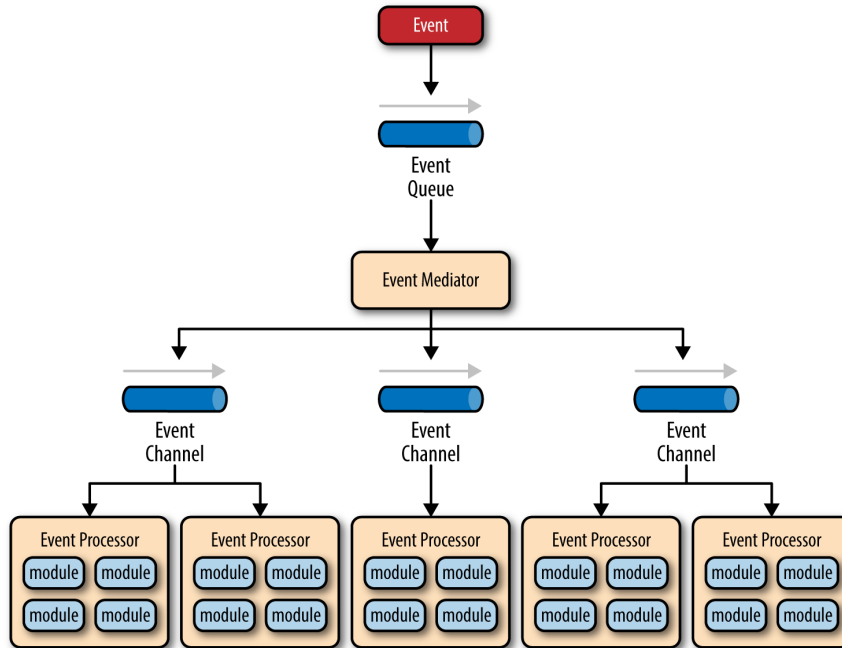 Event
Event
Queue
Event Mediator
Event
Channel
Event
Channel
Event
Channel
Event Processor
module module
module module
Event Processor
module module
module module
Event Processor
module module
module module
Event Processor
module module
module module
Event Processor
module module
module module